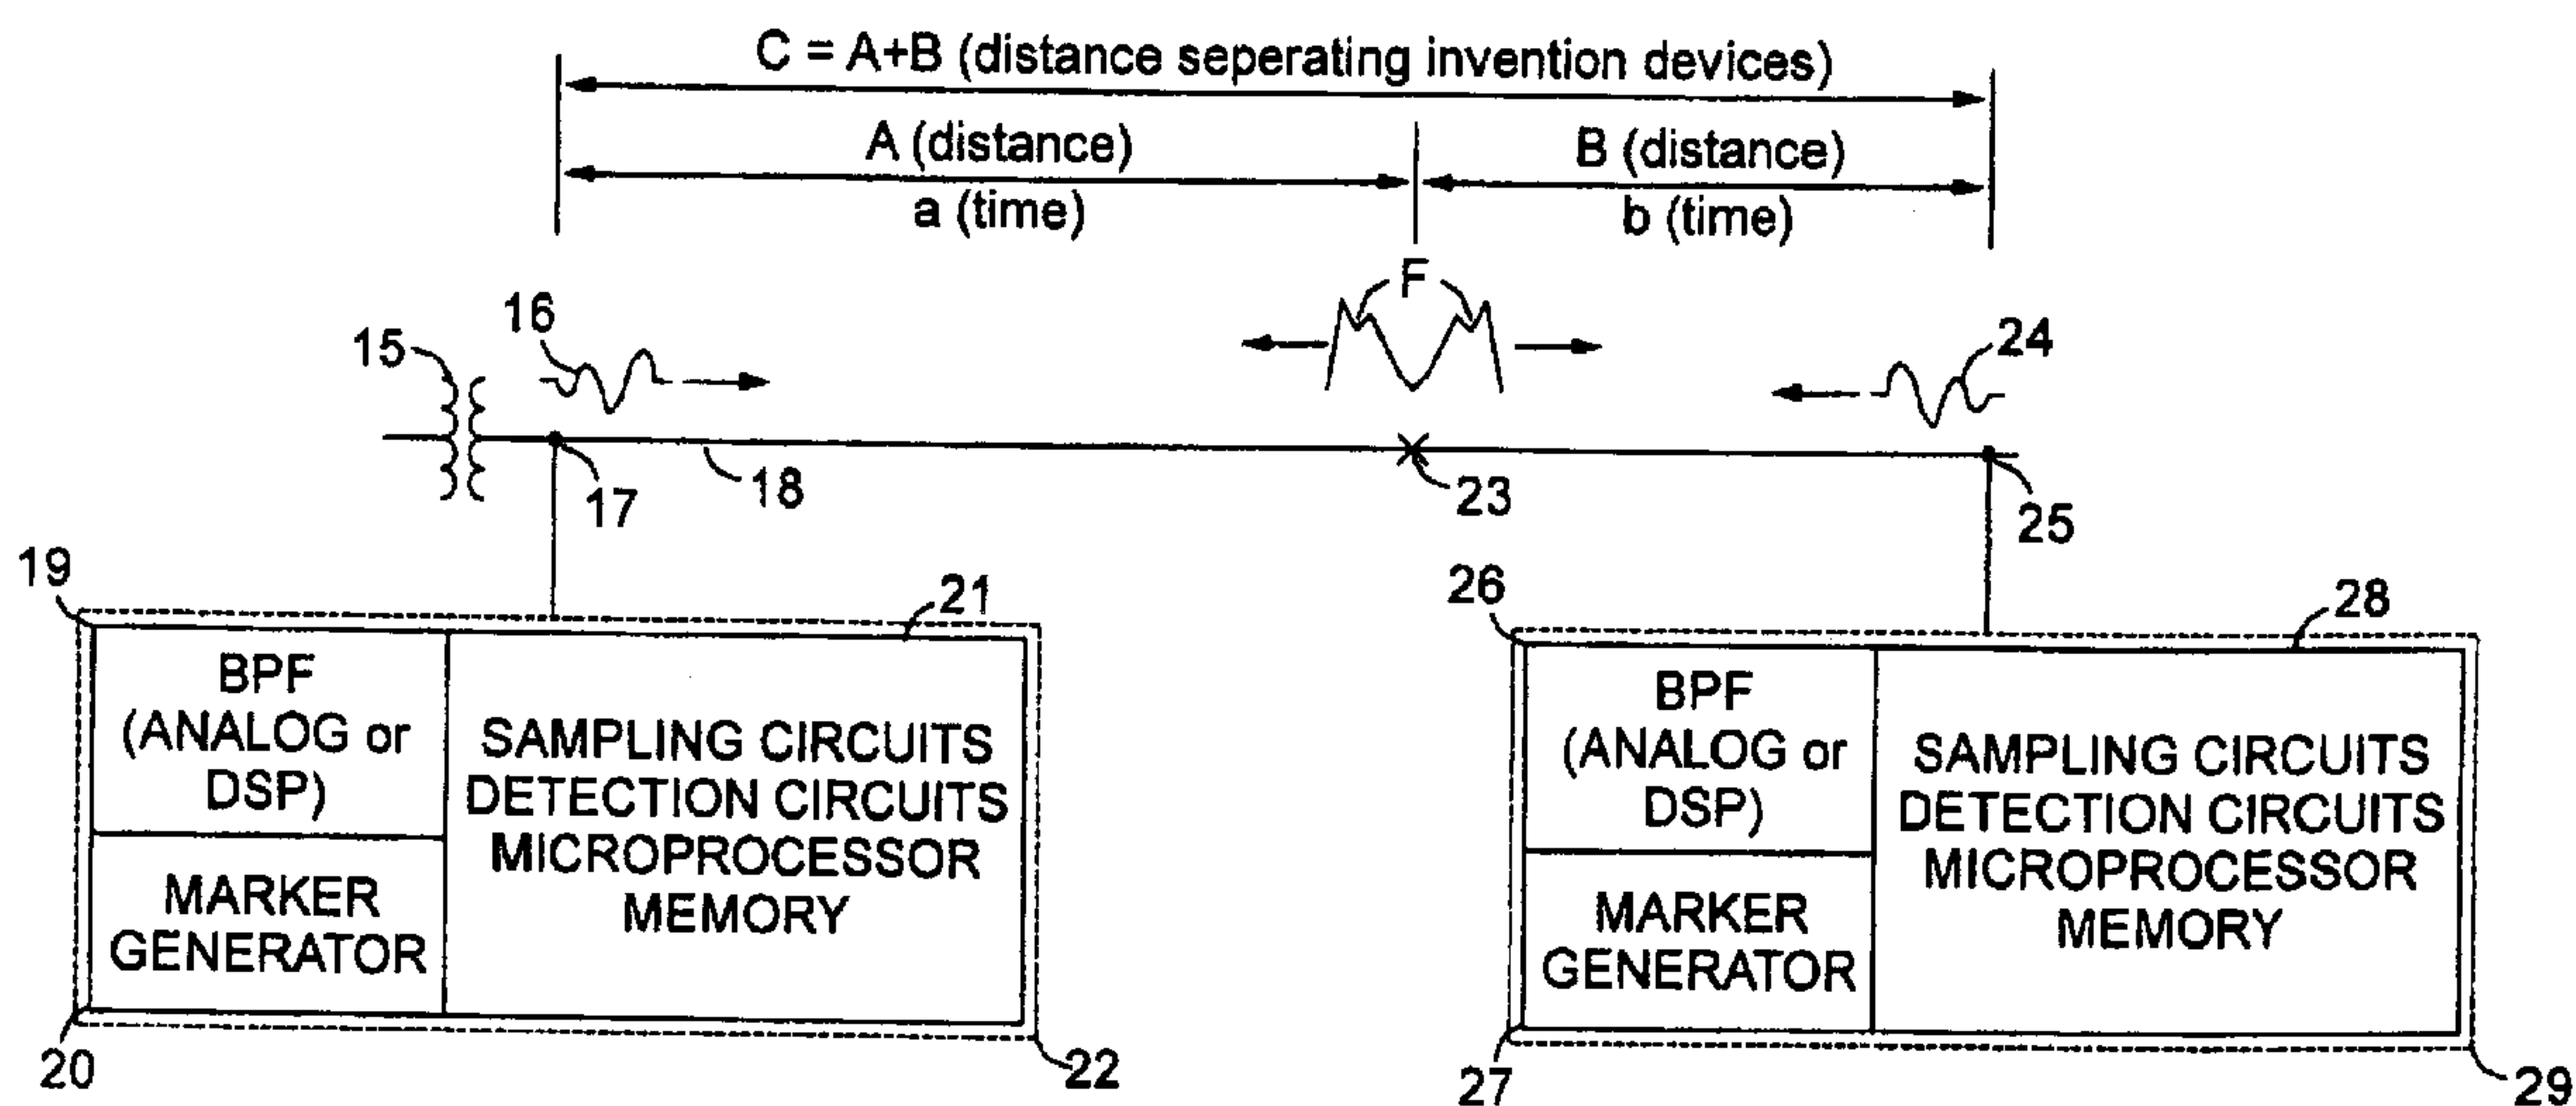 C = A+B (distance seperating invention devices)
A (distance)
B (distance)
a (time)
b (time)
F
15
16
24
17
18
23
25
19
21
26
28
BPF
(ANALOG or
DSP)
SAMPLING CIRCUITS
DETECTION CIRCUITS
MICROPROCESSOR
MEMORY
MARKER
GENERATOR
BPF
(ANALOG or
DSP)
SAMPLING CIRCUITS
DETECTION CIRCUITS
MICROPROCESSOR
MEMORY
MARKER
GENERATOR
20
22
27
29